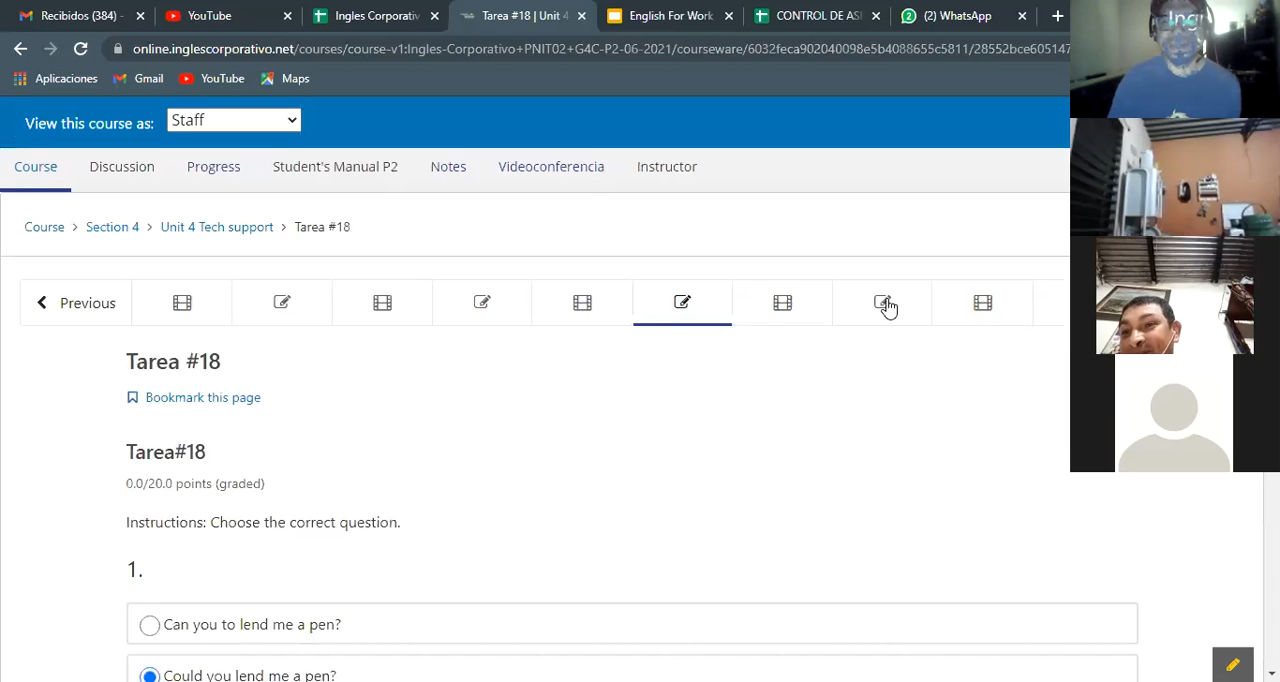 Recibidos (384) -
YouTube
Ingles Corporativ
Tarea #18 | Unit 4
English For Work
CONTROL DE ASI
(2) WhatsApp
online.inglescorporativo.net/courses/course-v1:Ingles-Corporativo+PNIT02+G4C-P2-06-2021/courseware/6032feca902040098e5b4088655c5811/28552bce605147
Aplicaciones
Gmail
YouTube
Maps
View this course as:
Staff
Course
Discussion
Progress
Student's Manual P2
Notes
Videoconferencia
Instructor
Course > Section 4 > Unit 4 Tech support > Tarea #18
Previous
Tarea #18
Bookmark this page
Tarea#18
0.0/20.0 points (graded)
Instructions: Choose the correct question.
1.
Can you to lend me a pen?
Could you lend me a pen?